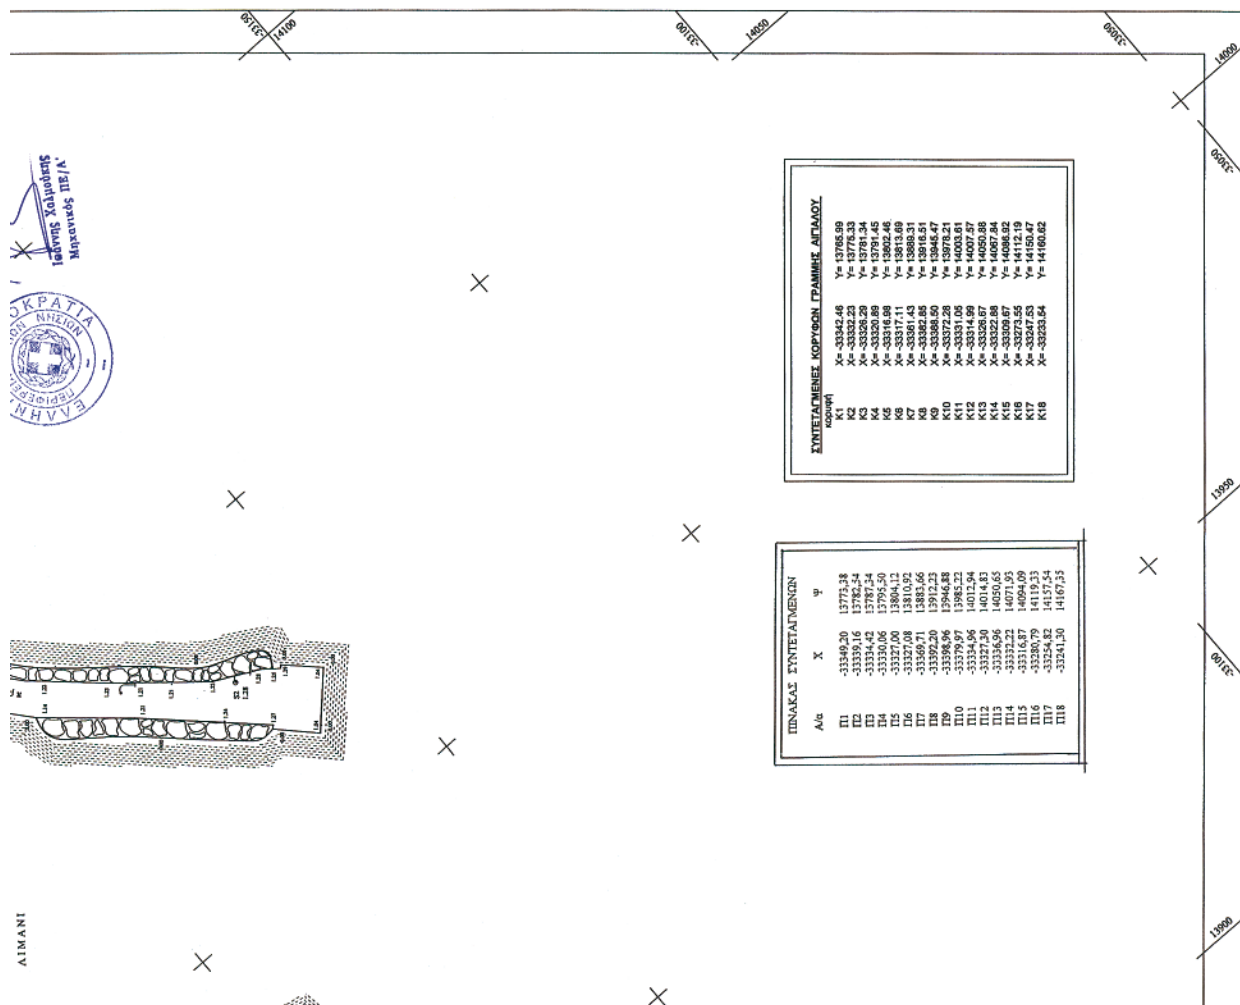 -33150
14100
-33100
14050
-33050
14000
-33050
13950
-33100
13900
Ιωάννης Χαλμούκης
Μηχανικός ΠΕ/Α'
ΣΥΝΤΕΤΑΓΜΕΝΕΣ ΚΟΡΥΦΩΝ ΓΡΑΜΜΗΣ ΑΙΓΙΑΛΟΥ
κορυφή
K1 X= -33342.46 Y= 13765.99
K2 X= -33332.23 Y= 13775.33
K3 X= -33326.29 Y= 13781.34
K4 X= -33320.89 Y= 13791.45
K5 X= -33316.98 Y= 13802.46
K6 X= -33317.11 Y= 13813.69
K7 X= -33361.43 Y= 13889.31
K8 X= -33382.85 Y= 13916.51
K9 X= -33388.50 Y= 13945.47
K10 X= -33372.28 Y= 13978.21
K11 X= -33331.05 Y= 14003.61
K12 X= -33314.99 Y= 14007.57
K13 X= -33326.67 Y= 14050.88
K14 X= -33322.88 Y= 14067.84
K15 X= -33309.67 Y= 14086.92
K16 X= -33273.55 Y= 14112.19
K17 X= -33247.53 Y= 14150.47
K18 X= -33233.54 Y= 14160.62
ΠΙΝΑΚΑΣ ΣΥΝΤΕΤΑΓΜΕΝΩΝ
Α/α Χ Ψ
Π1 -33349,20 13773,38
Π2 -33339,16 13782,54
Π3 -33334,42 13787,34
Π4 -33330,06 13795,50
Π5 -33327,00 13804,12
Π6 -33327,08 13810,92
Π7 -33369,71 13883,66
Π8 -33392,20 13912,23
Π9 -33398,96 13946,88
Π10 -33379,97 13985,22
Π11 -33334,96 14012,94
Π12 -33327,30 14014,83
Π13 -33336,96 14050,65
Π14 -33332,22 14071,93
Π15 -33316,87 14094,09
Π16 -33280,79 14119,33
Π17 -33254,82 14157,54
Π18 -33241,30 14167,35
ΛΙΜΑΝΙ